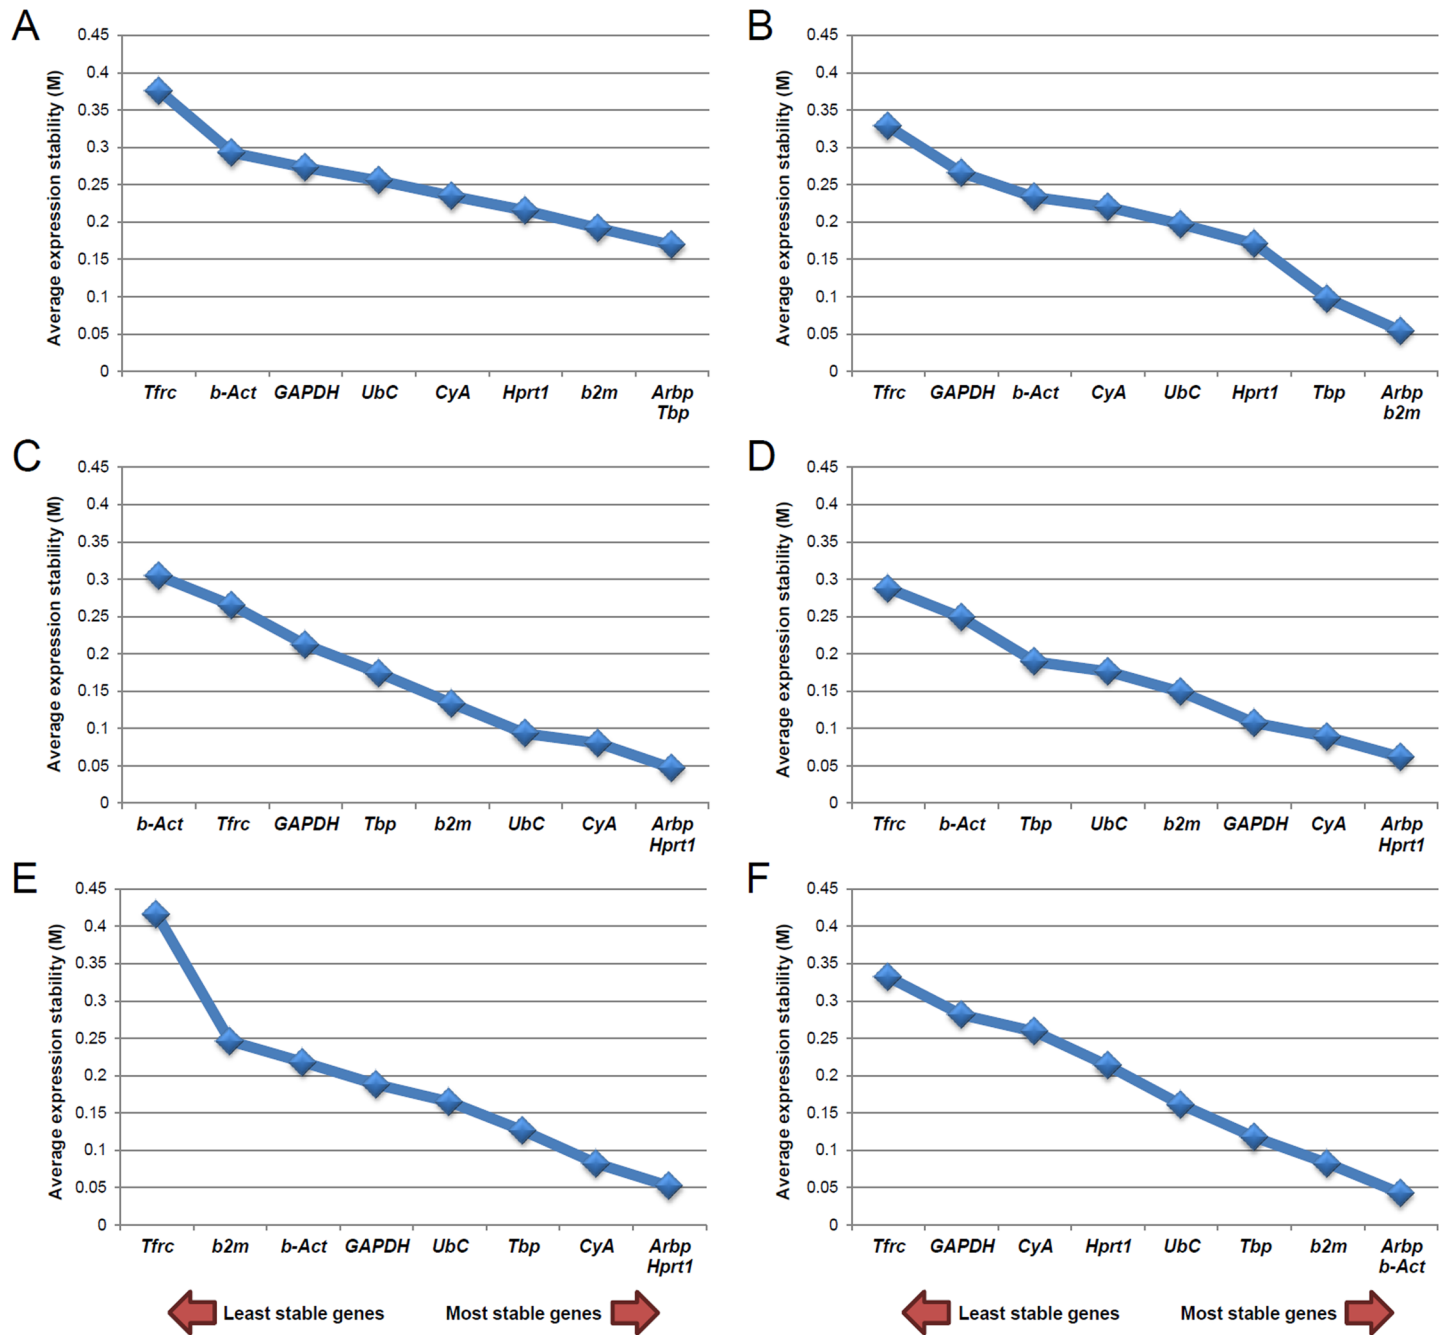 A
Average expression stability (M)
0.45
0.4
0.35
0.3
0.25
0.2
0.15
0.1
0.05
0
Tfrc b-Act GAPDH UbC CyA Hprt1 b2m Arbp
Tbp
B
Average expression stability (M)
0.45
0.4
0.35
0.3
0.25
0.2
0.15
0.1
0.05
0
Tfrc GAPDH b-Act CyA UbC Hprt1 Tbp Arbp
b2m
C
Average expression stability (M)
0.45
0.4
0.35
0.3
0.25
0.2
0.15
0.1
0.05
0
b-Act Tfrc GAPDH Tbp b2m UbC CyA Arbp
Hprt1
D
Average expression stability (M)
0.45
0.4
0.35
0.3
0.25
0.2
0.15
0.1
0.05
0
Tfrc b-Act Tbp UbC b2m GAPDH CyA Arbp
Hprt1
E
Average expression stability (M)
0.45
0.4
0.35
0.3
0.25
0.2
0.15
0.1
0.05
0
Tfrc b2m b-Act GAPDH UbC Tbp CyA Arbp
Hprt1
Least stable genes Most stable genes
F
Average expression stability (M)
0.45
0.4
0.35
0.3
0.25
0.2
0.15
0.1
0.05
0
Tfrc GAPDH CyA Hprt1 UbC Tbp b2m Arbp
b-Act
Least stable genes Most stable genes